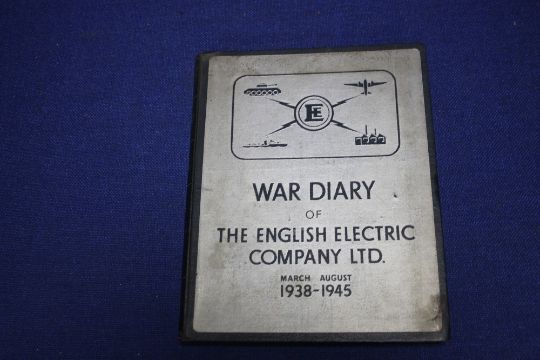 EE
WAR DIARY
OF
THE ENGLISH ELECTRIC
COMPANY LTD.
MARCH AUGUST
1938-1945